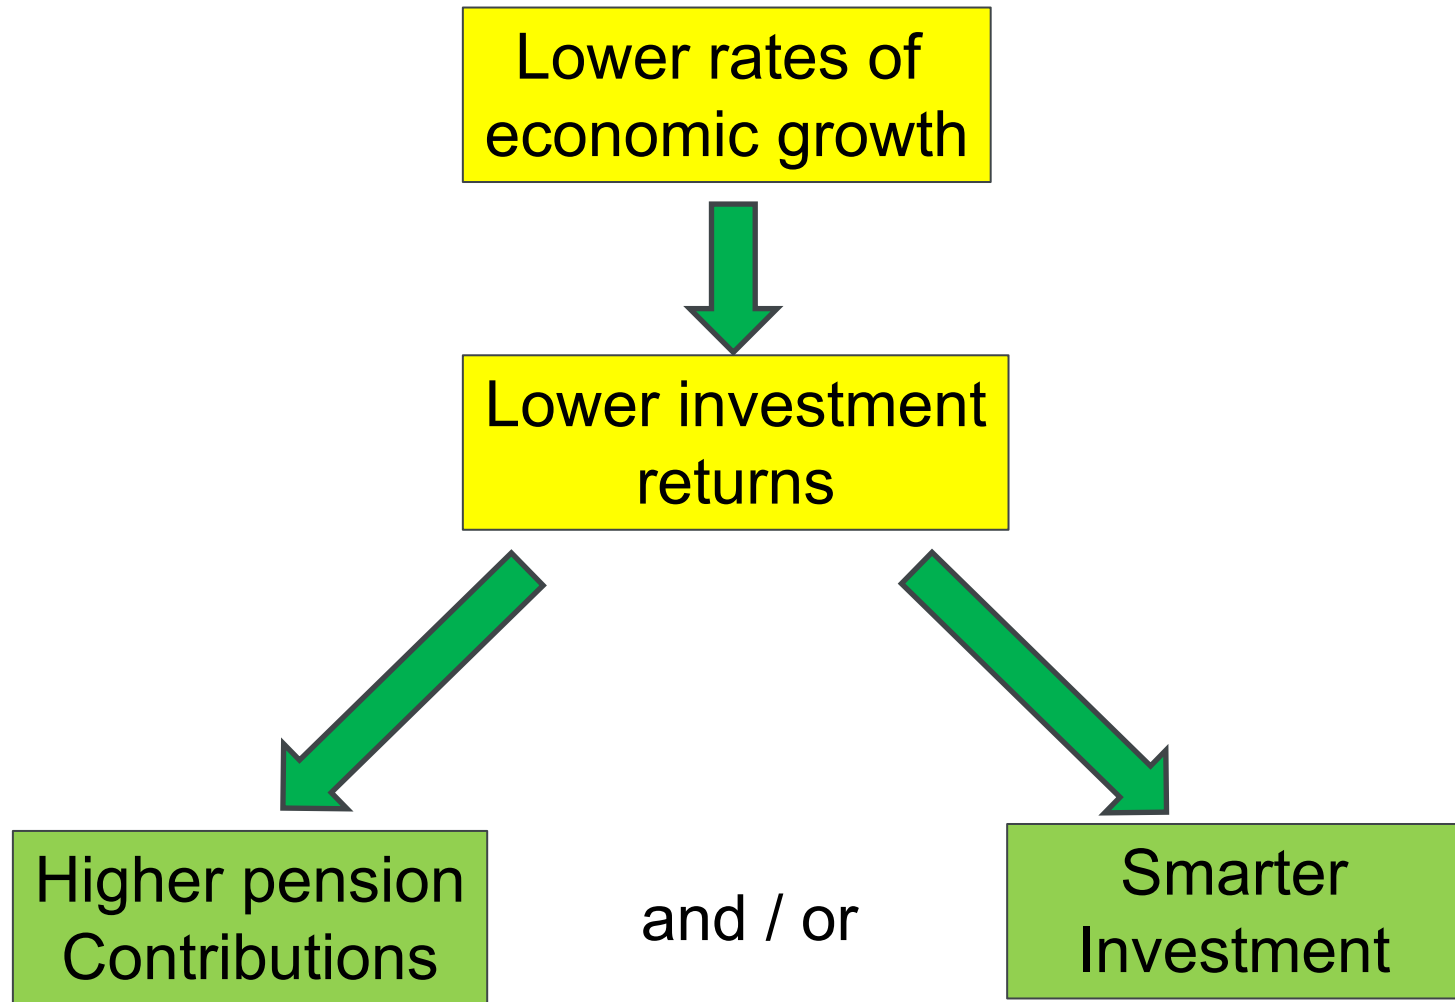 Lower rates of
economic growth
Lower investment
returns
Higher pension
Contributions
and / or
Smarter
Investment